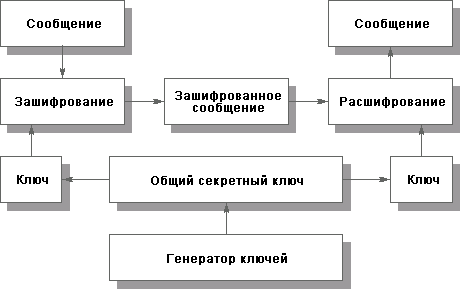 Сообщение
Сообщение
Зашифрование
Зашифрованное
сообщение
Расшифрование
Ключ
Общий секретный ключ
Ключ
Генератор ключей